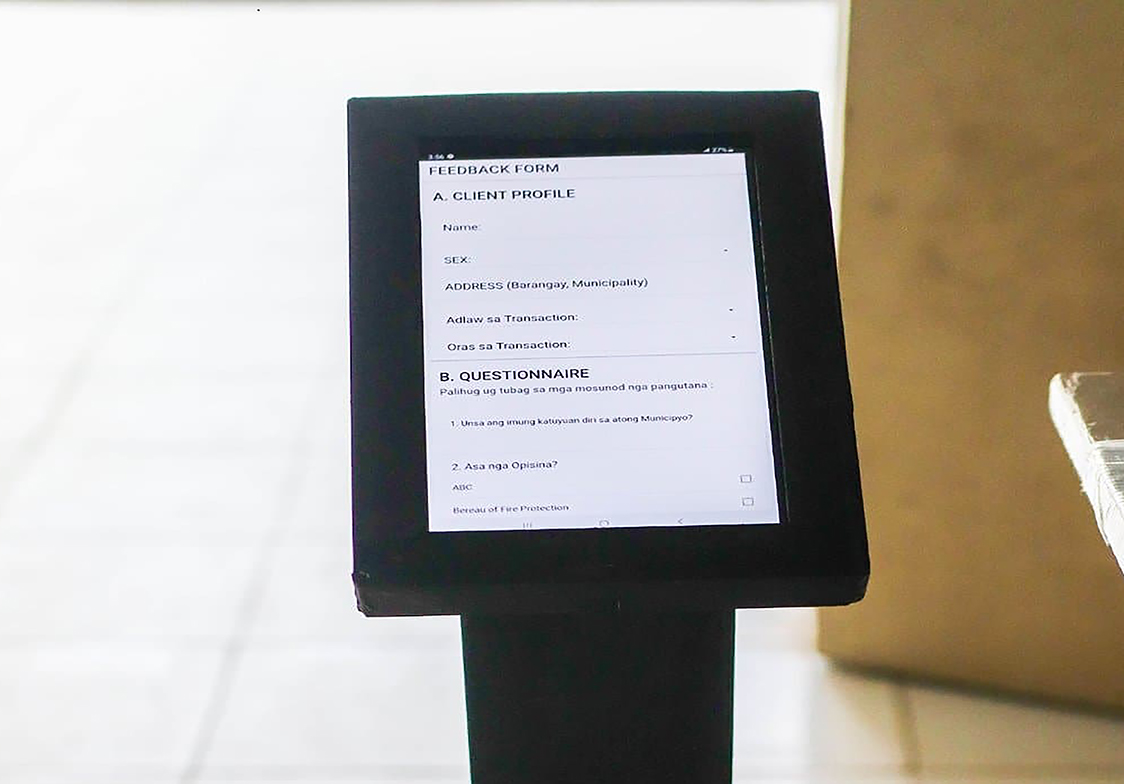 3:56
27%
FEEDBACK FORM
A. CLIENT PROFILE
Name:
SEX:
ADDRESS (Barangay, Municipality)
Adlaw sa Transaction:
Oras sa Transaction:
B. QUESTIONNAIRE
Palihug ug tubag sa mga mosunod nga pangutana :
1. Unsa ang imung katuyuan diri sa atong Municipyo?
2. Asa nga Opisina?
ABC
Bereau of Fire Protection